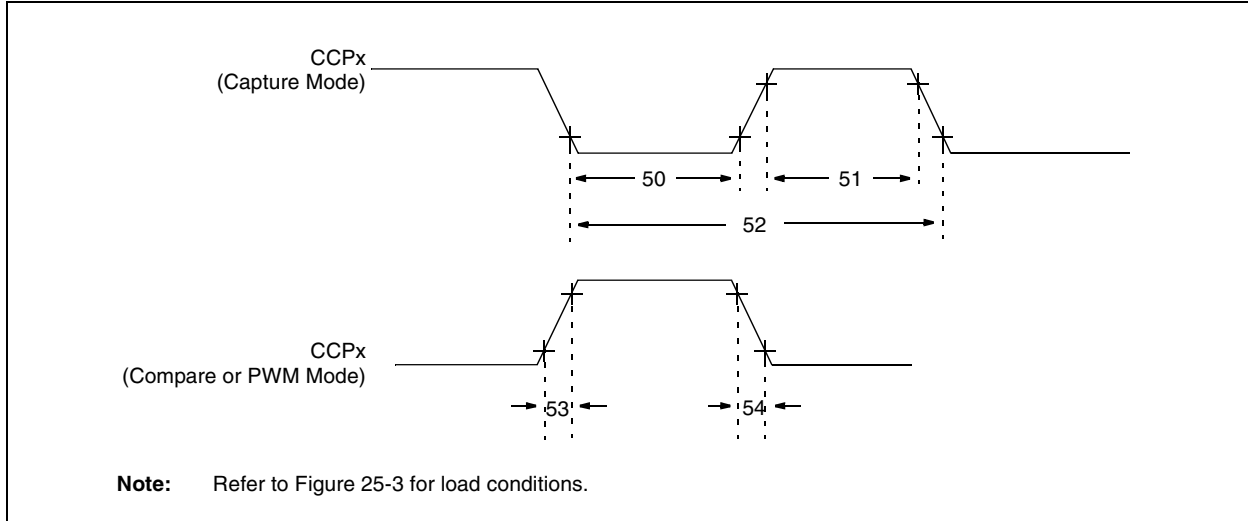 CCPx
(Capture Mode)
50
51
52
CCPx
(Compare or PWM Mode)
53
54
Note: Refer to Figure 25-3 for load conditions.